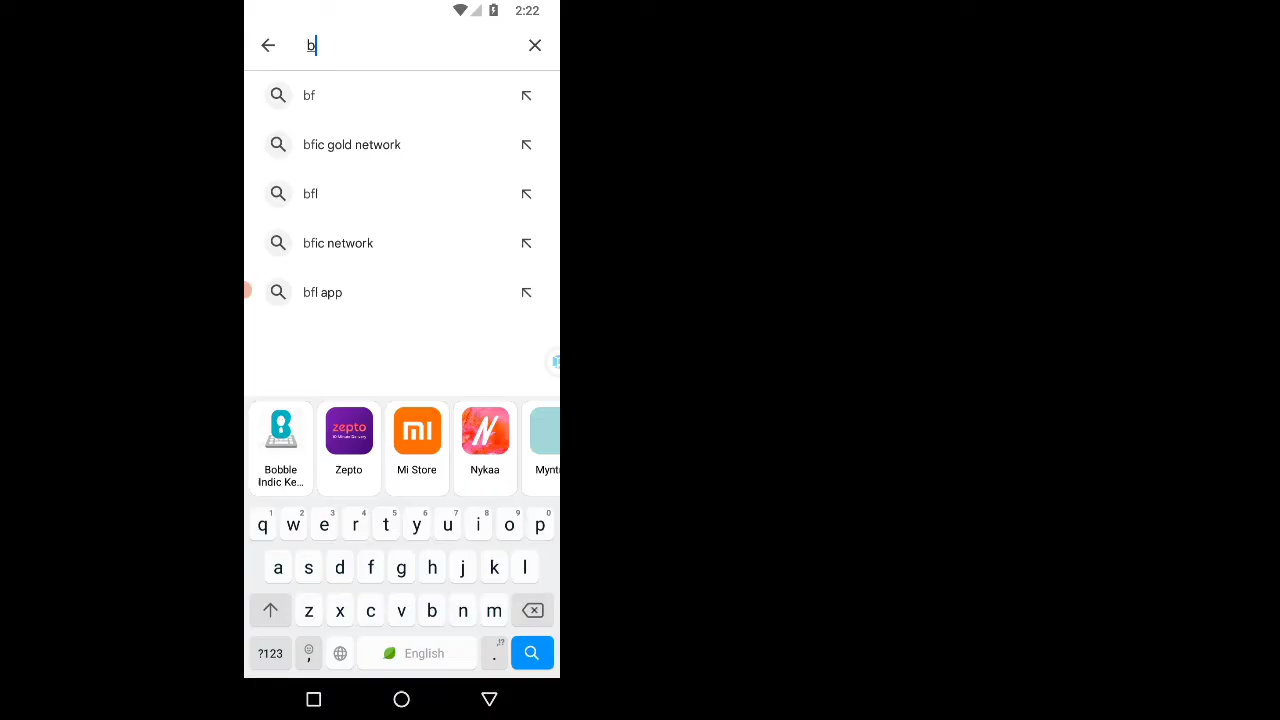 2:22
b
bf
bfic gold network
bfl
bfic network
bfl app
zepto
Bobble
Indic Ke...
Zepto
Mi Store
Nykaa
Mynt
1 2 3 4 5 6 7 8 9 0
q w e r t y u i o p
a s d f g h j k l
z x c v b n m
?123 , English . ,!?